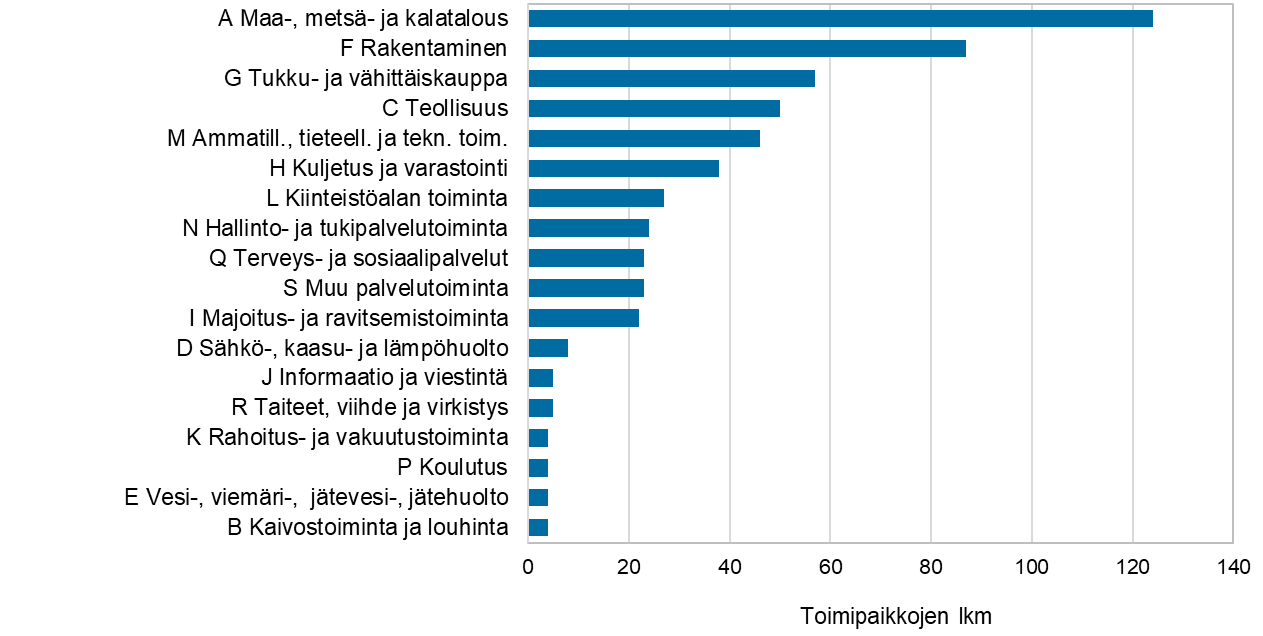 A Maa-, metsä- ja kalatalous
F Rakentaminen
G Tukku- ja vähittäiskauppa
C Teollisuus
M Ammatill., tieteell. ja tekn. toim.
H Kuljetus ja varastointi
L Kiinteistöalan toiminta
N Hallinto- ja tukipalvelutoiminta
Q Terveys- ja sosiaalipalvelut
S Muu palvelutoiminta
I Majoitus- ja ravitsemistoiminta
D Sähkö-, kaasu- ja lämpöhuolto
J Informaatio ja viestintä
R Taiteet, viihde ja virkistys
K Rahoitus- ja vakuutustoiminta
P Koulutus
E Vesi-, viemäri-,  jätevesi-, jätehuolto
B Kaivostoiminta ja louhinta
0 20 40 60 80 100 120 140
Toimipaikkojen lkm